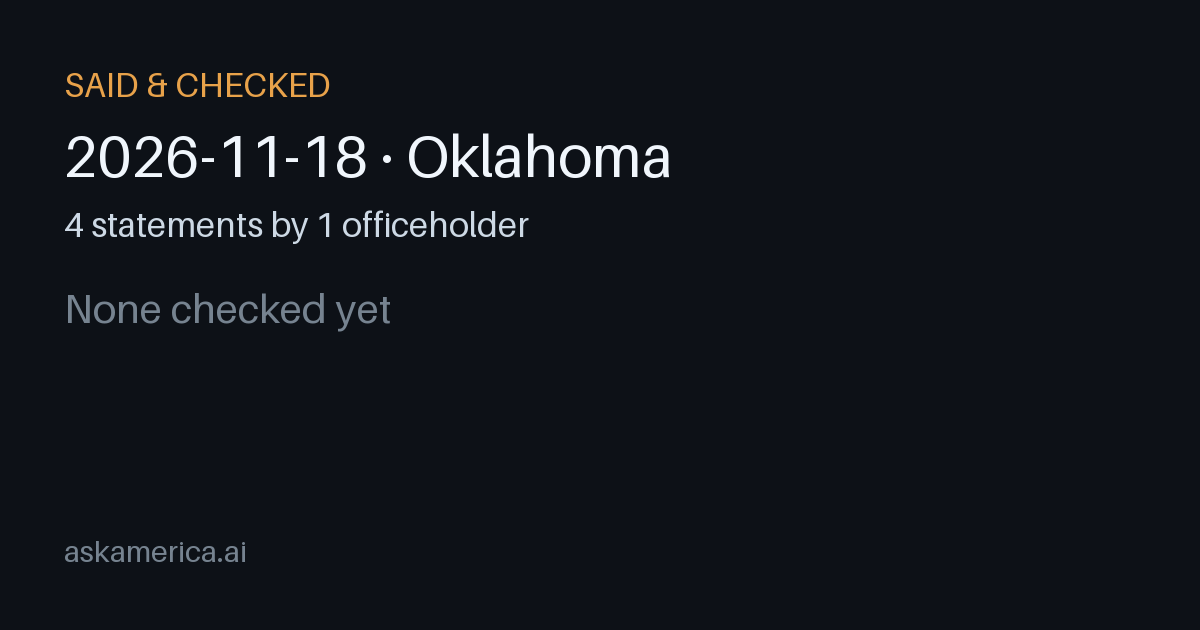 SAID & CHECKED
2026-11-18 · Oklahoma
4 statements by 1 officeholder
None checked yet
askamerica.ai